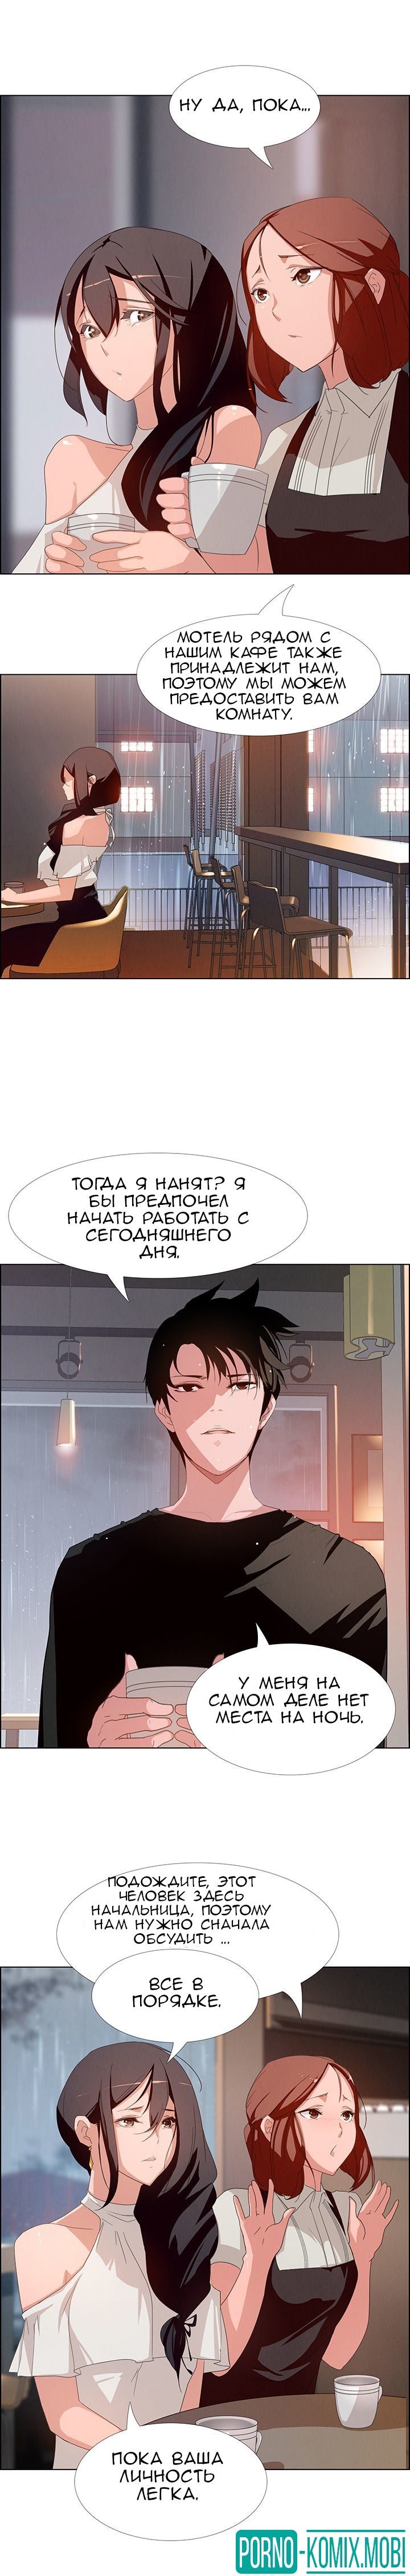 НУ ДА, ПОКА...
МОТЕЛЬ РЯДОМ С
НАШИМ КАФЕ ТАКЖЕ
ПРИНАДЛЕЖИТ НАМ,
ПОЭТОМУ МЫ МОЖЕМ
ПРЕДОСТАВИТЬ ВАМ
КОМНАТУ.
ТОГДА Я НАНЯТ? Я
БЫ ПРЕДПОЧЕЛ
НАЧАТЬ РАБОТАТЬ С
СЕГОДНЯШНЕГО
ДНЯ.
У МЕНЯ НА
САМОМ ДЕЛЕ НЕТ
МЕСТА НА НОЧЬ.
ПОДОЖДИТЕ, ЭТОТ
ЧЕЛОВЕК ЗДЕСЬ
НАЧАЛЬНИЦА, ПОЭТОМУ
НАМ НУЖНО СНАЧАЛА
ОБСУДИТЬ ...
ВСЕ В
ПОРЯДКЕ.
ПОКА ВАША
ЛИЧНОСТЬ
ЛЕГКА.
PORNO-KOMIX.MOBI